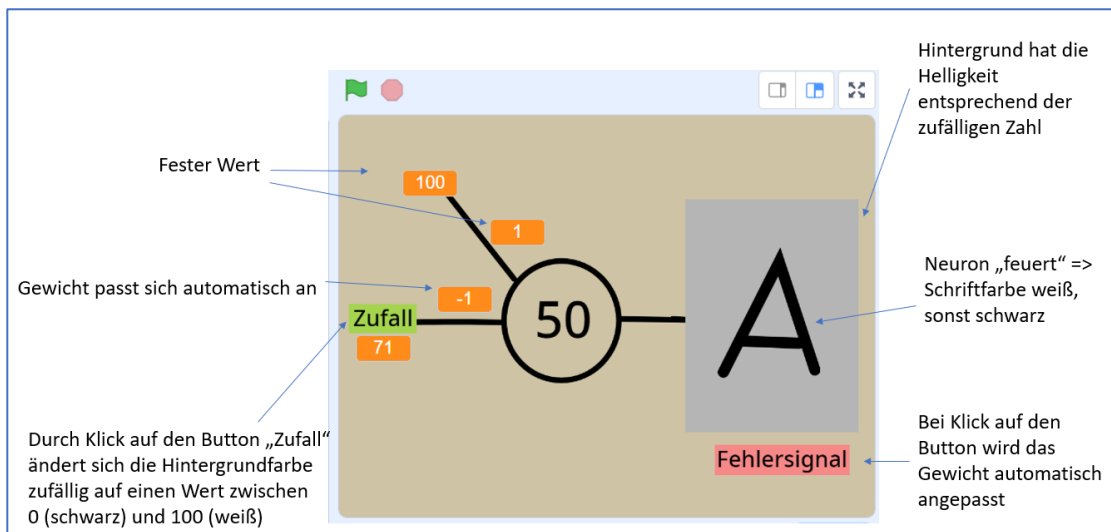 Hintergrund hat die
Helligkeit
entsprechend der
zufälligen Zahl
Fester Wert
100
1
Gewicht passt sich automatisch an
-1
Zufall
71
50
A
Neuron „feuert“ =>
Schriftfarbe weiß,
sonst schwarz
Durch Klick auf den Button „Zufall“
ändert sich die Hintergrundfarbe
zufällig auf einen Wert zwischen
0 (schwarz) und 100 (weiß)
Fehlersignal
Bei Klick auf den
Button wird das
Gewicht automatisch
angepasst